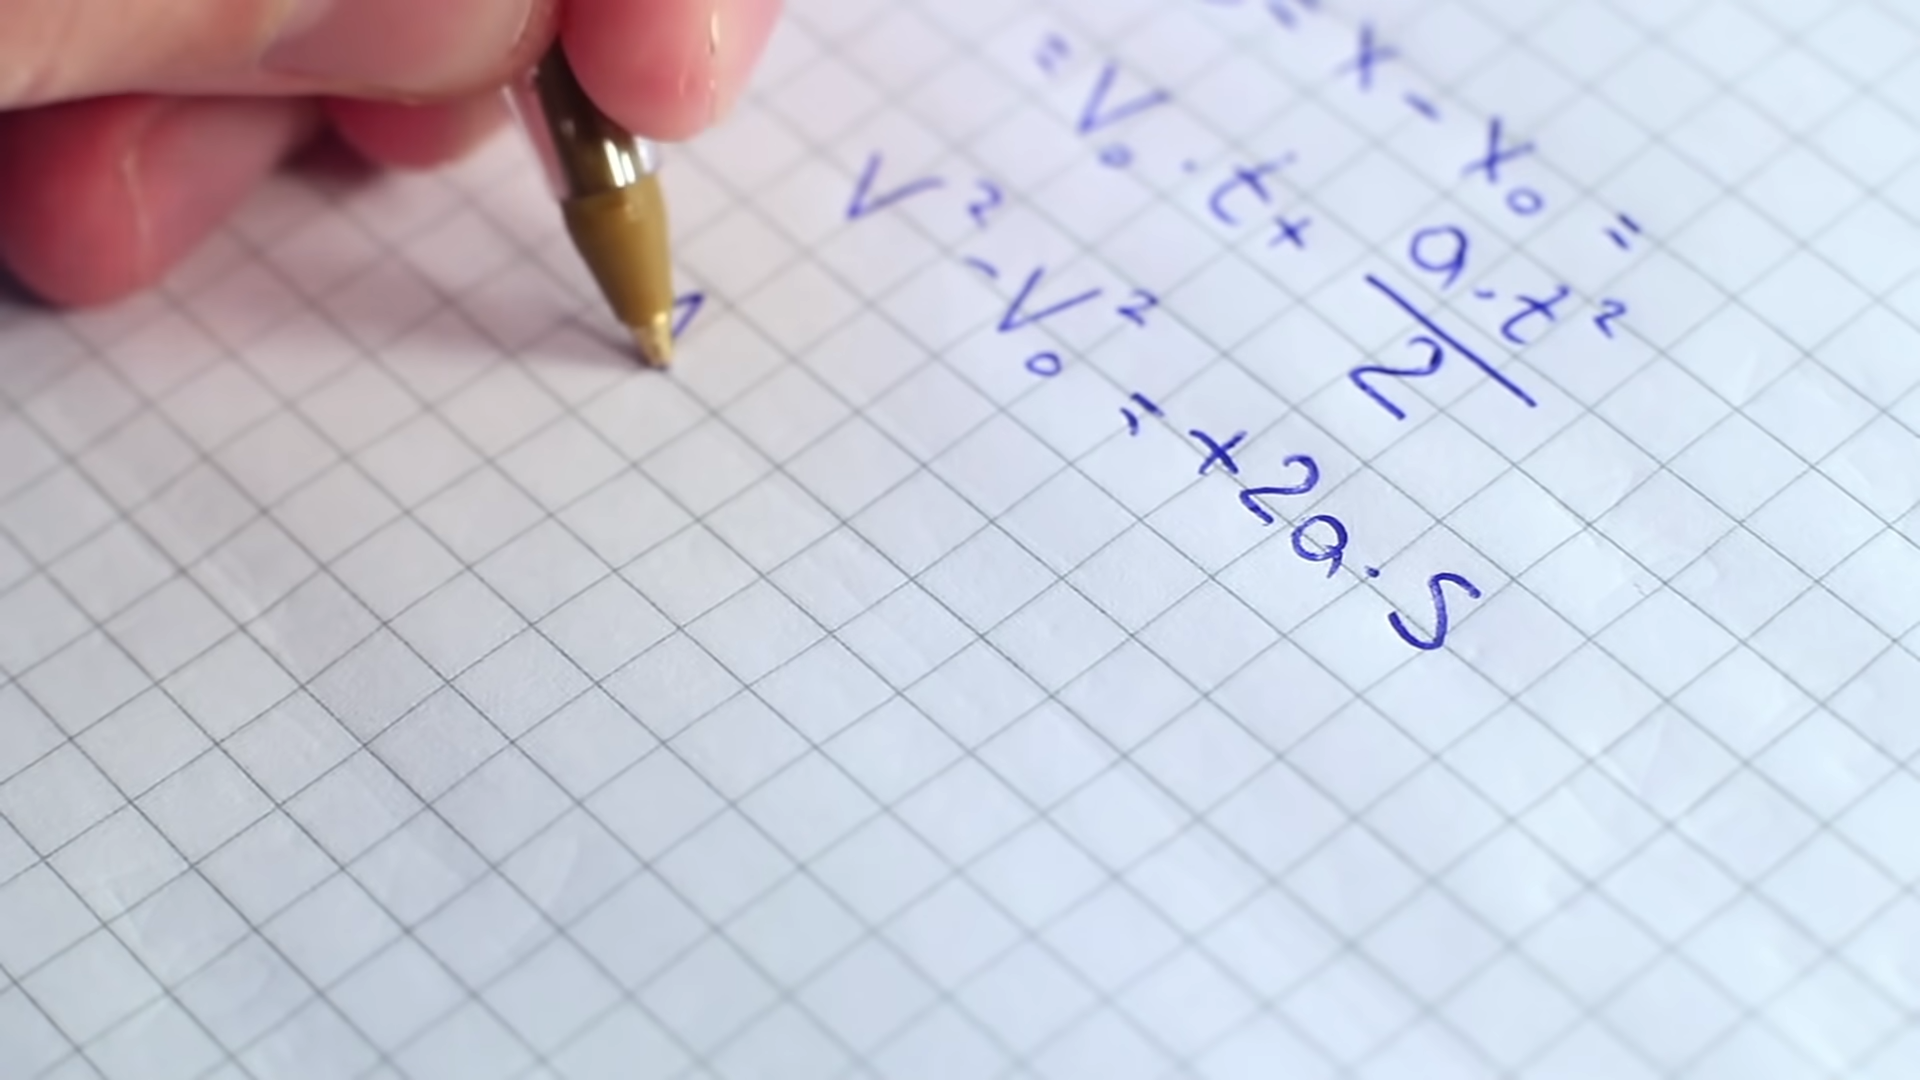 = x - x₀ =
= V₀ · t + a·t²/2
V² - V₀² = +2a·S